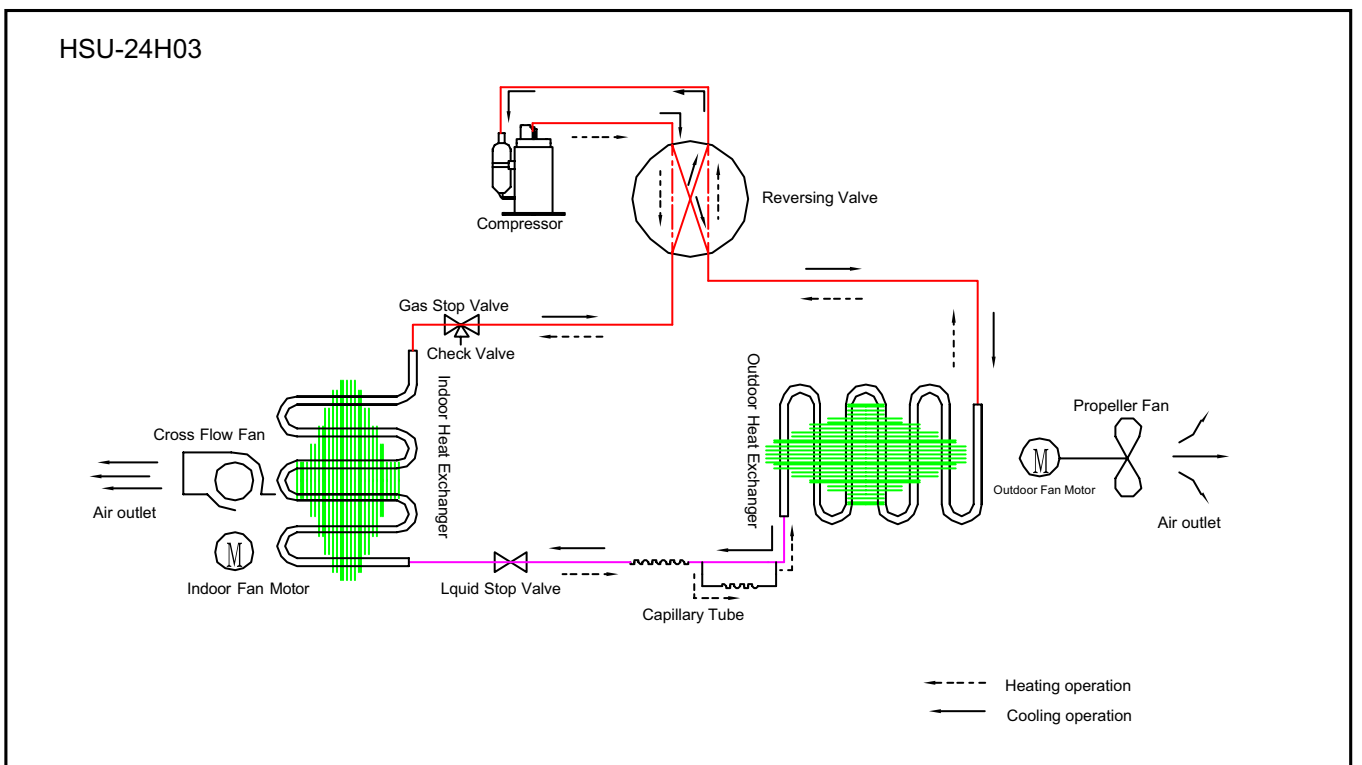 HSU-24H03
Compressor
Reversing Valve
Gas Stop Valve
Check Valve
Indoor Heat Exchanger
Outdoor Heat Exchanger
Cross Flow Fan
Propeller Fan
M
Outdoor Fan Motor
Air outlet
Air outlet
M
Indoor Fan Motor
Lquid Stop Valve
Capillary Tube
Heating operation
Cooling operation